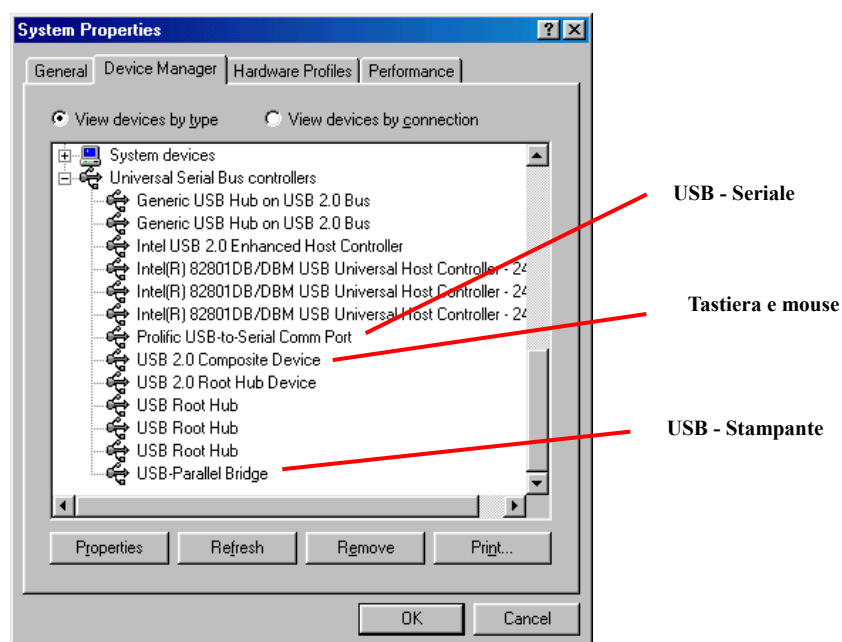 System Properties
General Device Manager Hardware Profiles Performance
View devices by type View devices by connection
System devices
Universal Serial Bus controllers
Generic USB Hub on USB 2.0 Bus
Generic USB Hub on USB 2.0 Bus
Intel USB 2.0 Enhanced Host Controller
Intel(R) 82801DB/DBM USB Universal Host Controller - 24
Intel(R) 82801DB/DBM USB Universal Host Controller - 24
Intel(R) 82801DB/DBM USB Universal Host Controller - 24
Prolific USB-to-Serial Comm Port
USB 2.0 Composite Device
USB 2.0 Root Hub Device
USB Root Hub
USB Root Hub
USB Root Hub
USB-Parallel Bridge
Properties Refresh Remove Print...
OK Cancel
USB - Seriale
Tastiera e mouse
USB - Stampante